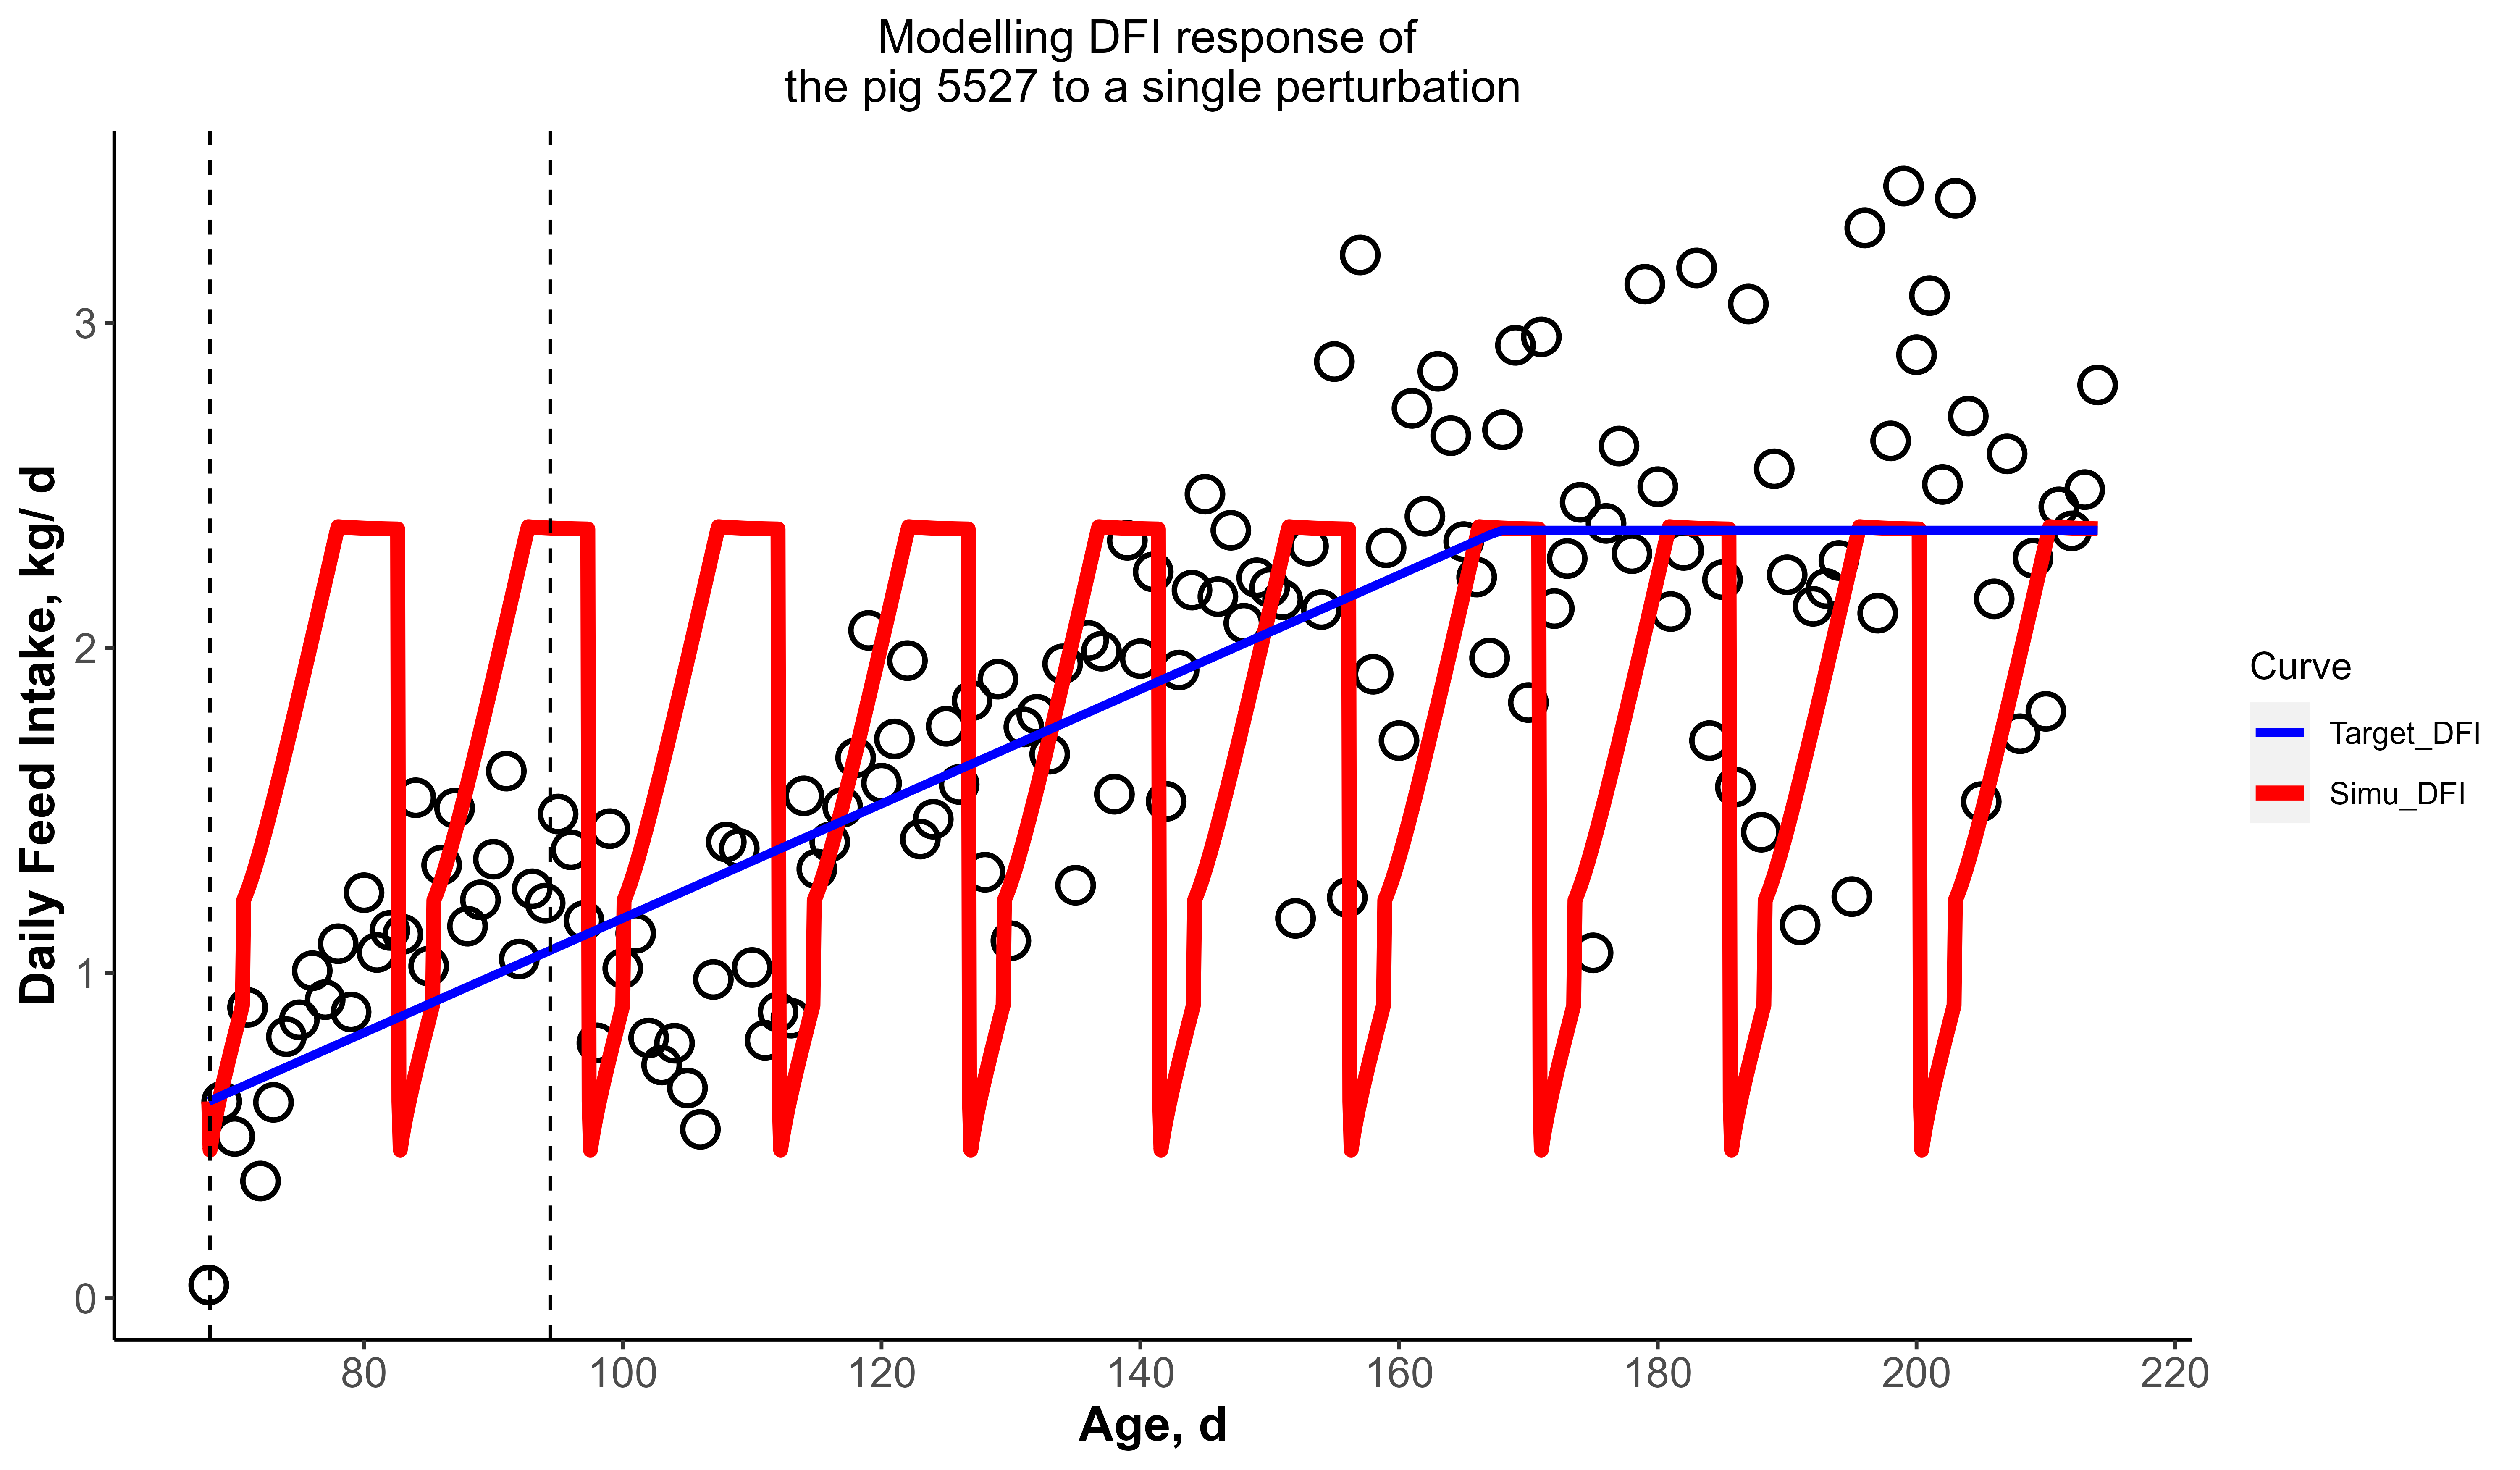 Modelling DFI response of
the pig 5527 to a single perturbation
Daily Feed Intake, kg/ d
3
2
1
0
80 100 120 140 160 180 200 220
Age, d
Curve
Target_DFI
Simu_DFI